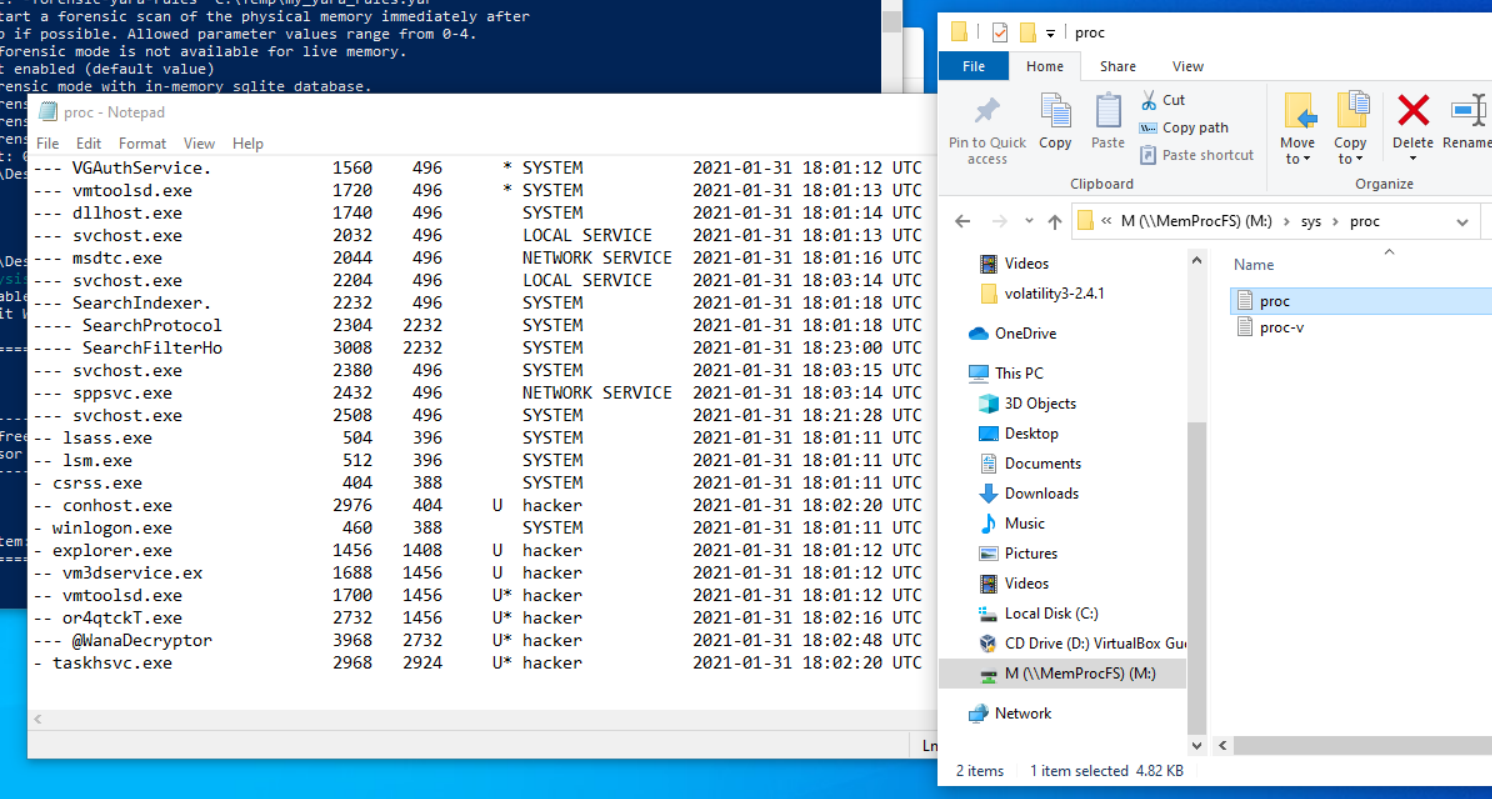 tart a forensic scan of the physical memory immediately after
p if possible. Allowed parameter values range from 0-4.
forensic mode is not available for live memory.
t enabled (default value)
rensic mode with in-memory sqlite database.
proc - Notepad
File Edit Format View Help
--- VGAuthService. 1560 496 * SYSTEM 2021-01-31 18:01:12 UTC
--- vmtoolsd.exe 1720 496 * SYSTEM 2021-01-31 18:01:13 UTC
--- dllhost.exe 1740 496 SYSTEM 2021-01-31 18:01:14 UTC
--- svchost.exe 2032 496 LOCAL SERVICE 2021-01-31 18:01:13 UTC
--- msdtc.exe 2044 496 NETWORK SERVICE 2021-01-31 18:01:16 UTC
--- svchost.exe 2204 496 LOCAL SERVICE 2021-01-31 18:03:14 UTC
--- SearchIndexer. 2232 496 SYSTEM 2021-01-31 18:01:18 UTC
---- SearchProtocol 2304 2232 SYSTEM 2021-01-31 18:01:18 UTC
---- SearchFilterHo 3008 2232 SYSTEM 2021-01-31 18:23:00 UTC
--- svchost.exe 2380 496 SYSTEM 2021-01-31 18:03:15 UTC
--- sppsvc.exe 2432 496 NETWORK SERVICE 2021-01-31 18:03:14 UTC
--- svchost.exe 2508 496 SYSTEM 2021-01-31 18:21:28 UTC
-- lsass.exe 504 396 SYSTEM 2021-01-31 18:01:11 UTC
-- lsm.exe 512 396 SYSTEM 2021-01-31 18:01:11 UTC
- csrss.exe 404 388 SYSTEM 2021-01-31 18:01:11 UTC
-- conhost.exe 2976 404 U hacker 2021-01-31 18:02:20 UTC
- winlogon.exe 460 388 SYSTEM 2021-01-31 18:01:11 UTC
- explorer.exe 1456 1408 U hacker 2021-01-31 18:01:12 UTC
-- vm3dservice.ex 1688 1456 U hacker 2021-01-31 18:01:12 UTC
-- vmtoolsd.exe 1700 1456 U* hacker 2021-01-31 18:01:12 UTC
-- or4qtckT.exe 2732 1456 U* hacker 2021-01-31 18:02:16 UTC
--- @WanaDecryptor 3968 2732 U* hacker 2021-01-31 18:02:48 UTC
- taskhsvc.exe 2968 2924 U* hacker 2021-01-31 18:02:20 UTC
Ln
proc
File Home Share View
Pin to Quick access
Copy
Paste
Cut
Copy path
Paste shortcut
Clipboard
Move to
Copy to
Delete
Rename
Organize
« M (\\MemProcFS) (M:) › sys › proc
Videos
volatility3-2.4.1
OneDrive
This PC
3D Objects
Desktop
Documents
Downloads
Music
Pictures
Videos
Local Disk (C:)
CD Drive (D:) VirtualBox Gu
M (\\MemProcFS) (M:)
Network
Name
proc
proc-v
2 items 1 item selected 4.82 KB